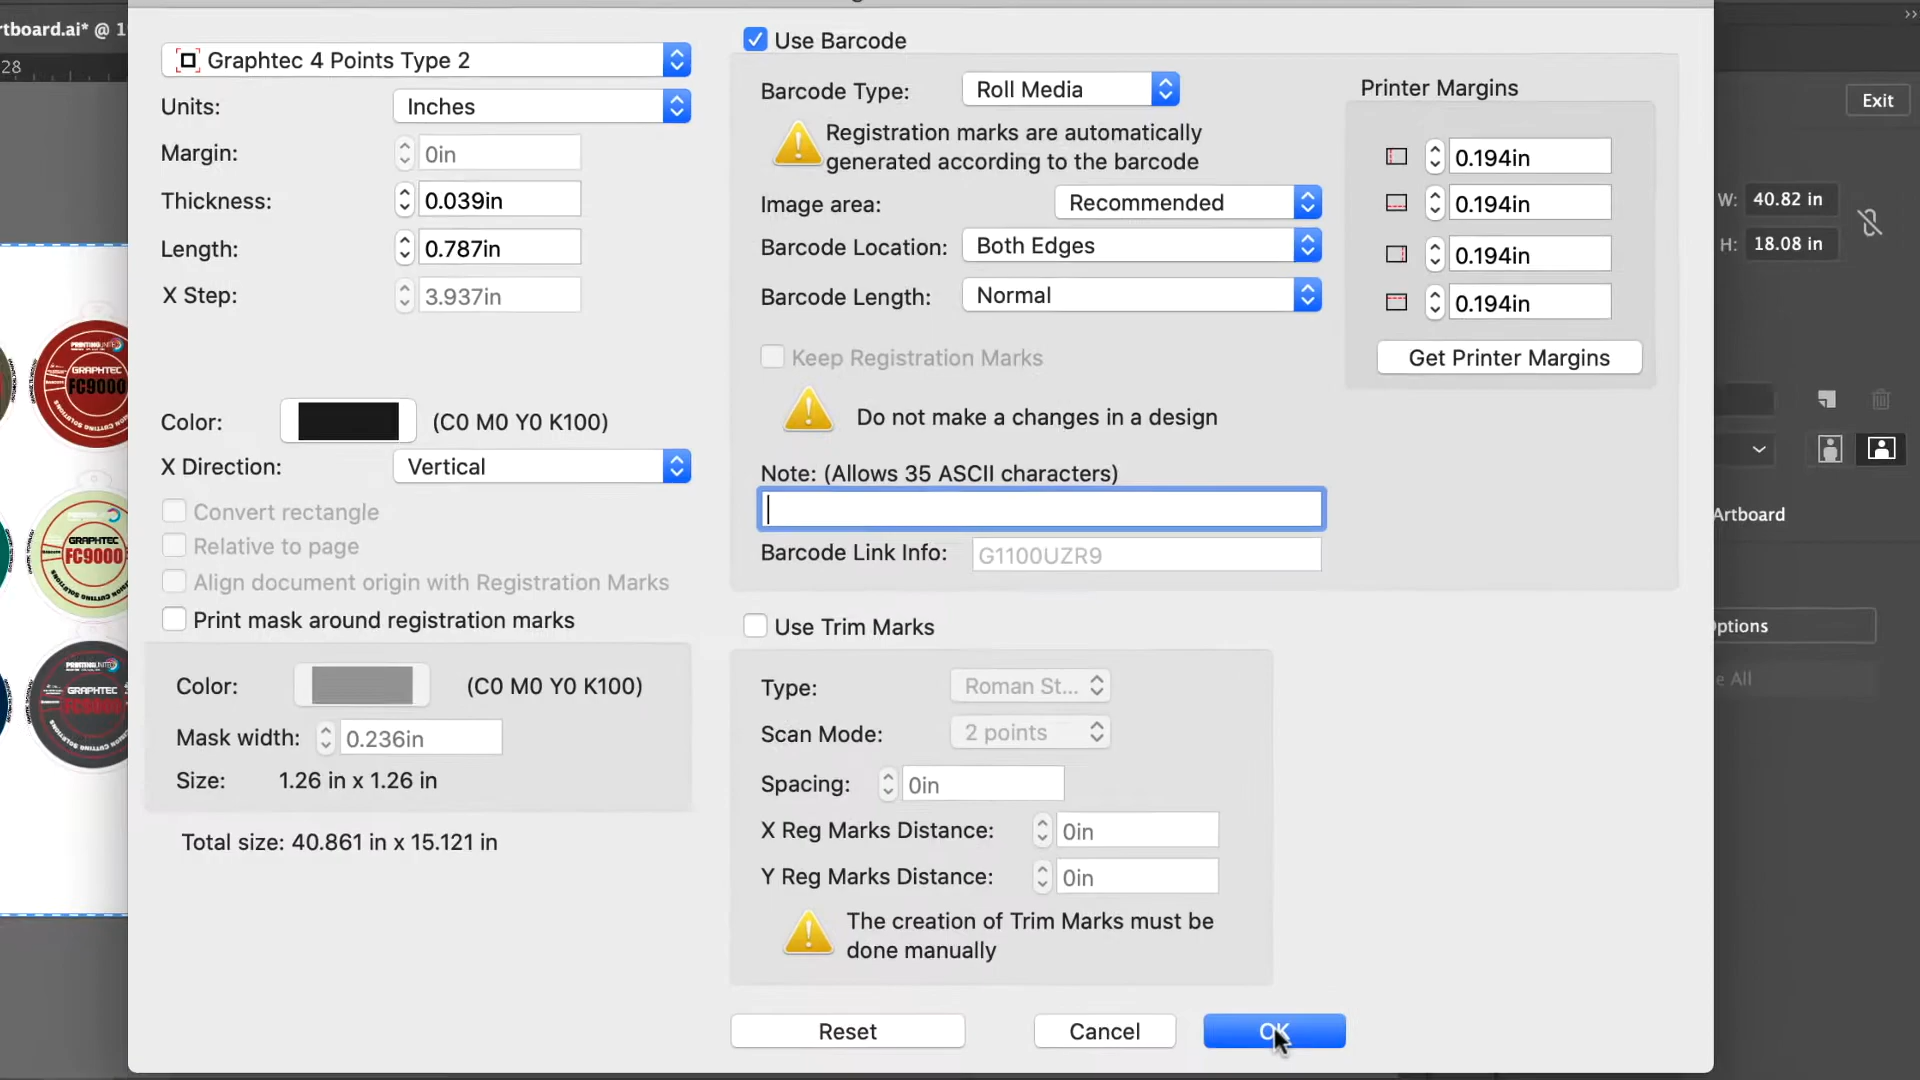 tboard.ai* @ 1
28
Graphtec 4 Points Type 2
Units:
Inches
Margin:
0in
Thickness:
0.039in
Length:
0.787in
X Step:
3.937in
Color:
(C0 M0 Y0 K100)
X Direction:
Vertical
Convert rectangle
Relative to page
Align document origin with Registration Marks
Print mask around registration marks
Color:
(C0 M0 Y0 K100)
Mask width:
0.236in
Size:
1.26 in x 1.26 in
Total size: 40.861 in x 15.121 in
Use Barcode
Barcode Type:
Roll Media
Registration marks are automatically
generated according to the barcode
Image area:
Recommended
Barcode Location:
Both Edges
Barcode Length:
Normal
Keep Registration Marks
Do not make a changes in a design
Note: (Allows 35 ASCII characters)
Barcode Link Info:
G1100UZR9
Printer Margins
0.194in
0.194in
0.194in
0.194in
Get Printer Margins
Use Trim Marks
Type:
Roman St...
Scan Mode:
2 points
Spacing:
0in
X Reg Marks Distance:
0in
Y Reg Marks Distance:
0in
The creation of Trim Marks must be
done manually
Reset
Cancel
OK
Exit
W:
40.82 in
H:
18.08 in
Artboard
ptions
e All
GRAPHTEC
FC9000
GRAPHTEC
FC9000
GRAPHTEC
FC9000